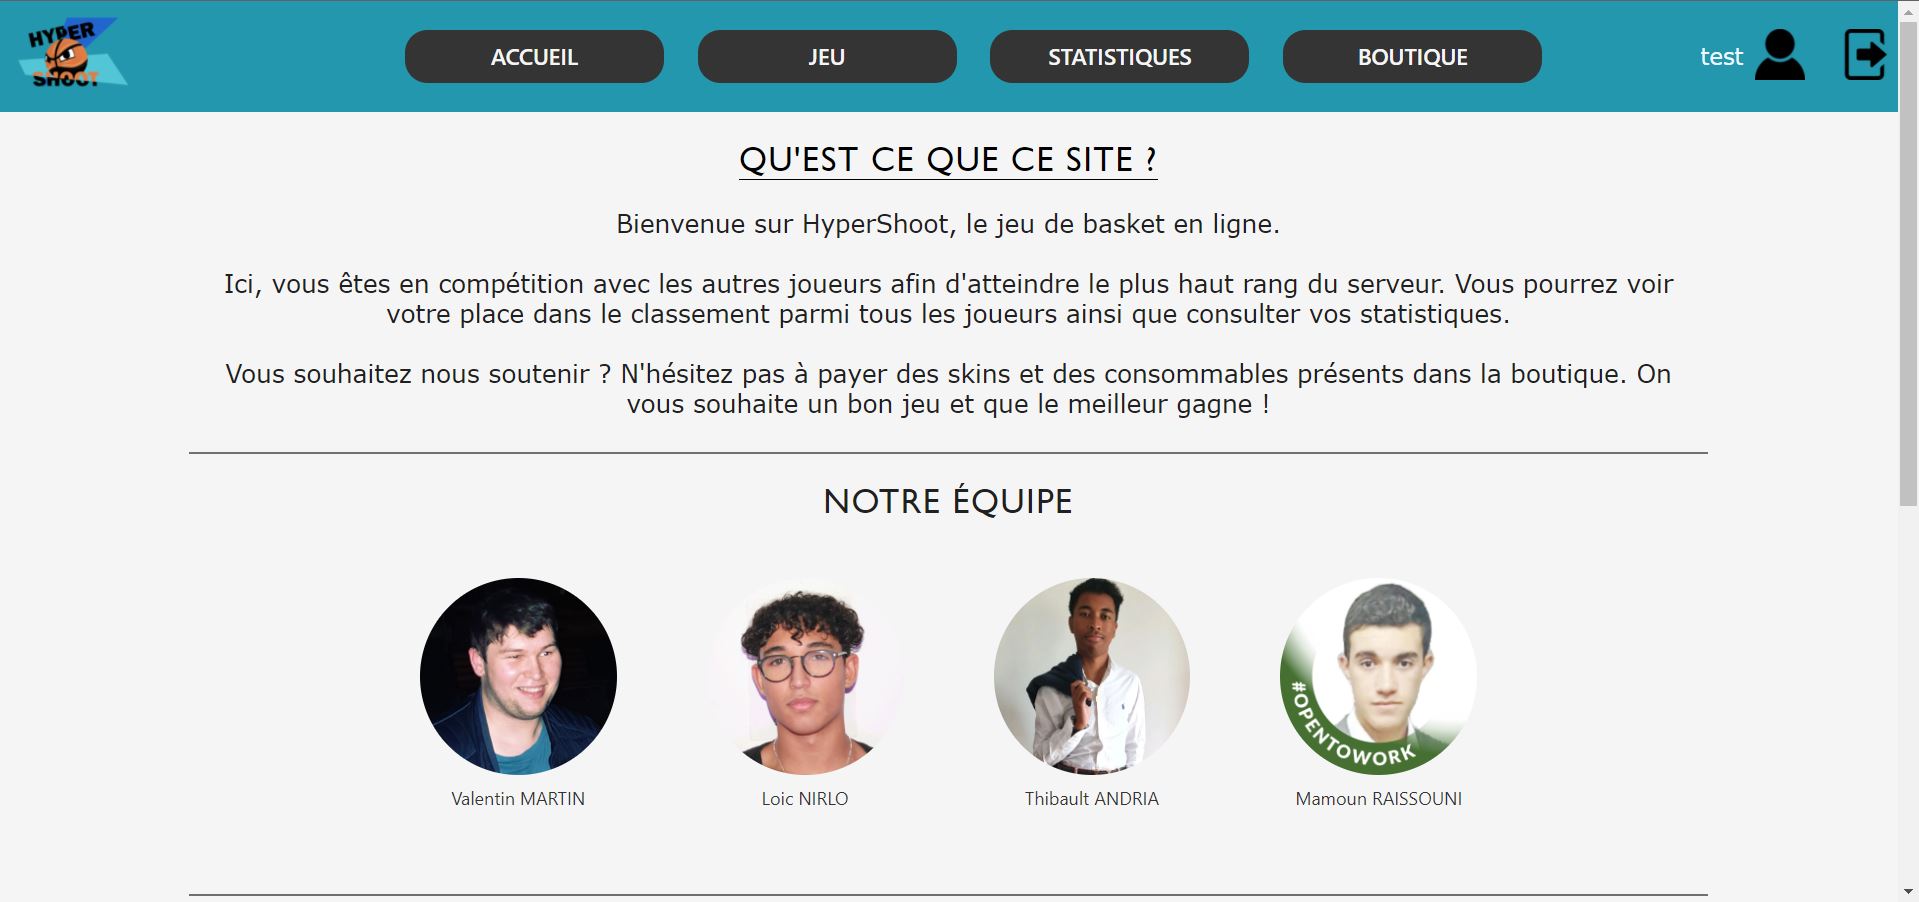 HYPER
SHOOT
ACCUEIL
JEU
STATISTIQUES
BOUTIQUE
test
QU'EST CE QUE CE SITE ?
Bienvenue sur HyperShoot, le jeu de basket en ligne.
Ici, vous êtes en compétition avec les autres joueurs afin d'atteindre le plus haut rang du serveur. Vous pourrez voir
votre place dans le classement parmi tous les joueurs ainsi que consulter vos statistiques.
Vous souhaitez nous soutenir ? N'hésitez pas à payer des skins et des consommables présents dans la boutique. On
vous souhaite un bon jeu et que le meilleur gagne !
NOTRE ÉQUIPE
#OPENTOWORK
Valentin MARTIN
Loic NIRLO
Thibault ANDRIA
Mamoun RAISSOUNI